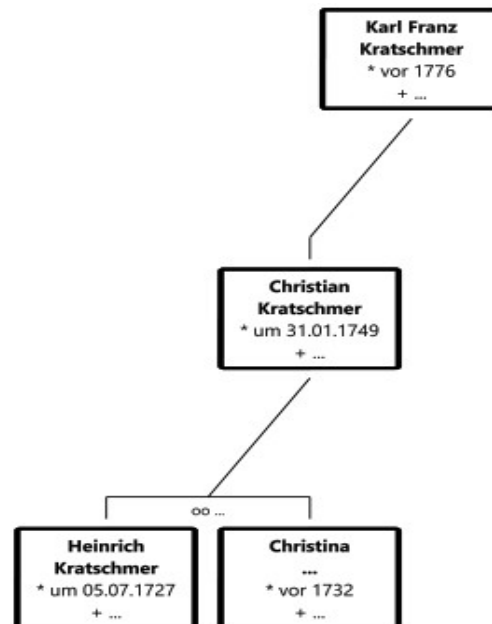 Karl Franz
Kratschmer
* vor 1776
+ ...
Christian
Kratschmer
* um 31.01.1749
+ ...
oo ...
Heinrich
Kratschmer
* um 05.07.1727
+ ...
Christina
...
* vor 1732
+ ...